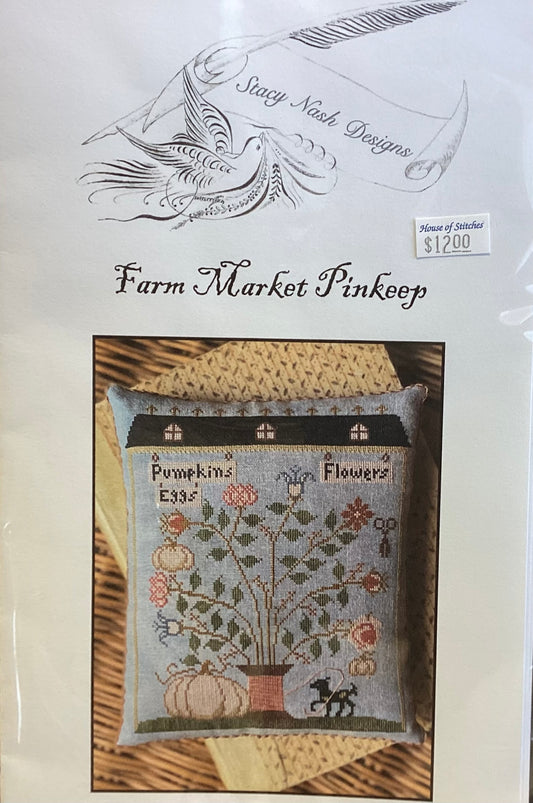 Stacy Nash Designs
House of Stitches
$12.00
Farm Market Pinkeep
Pumpkins
Flowers
Eggs